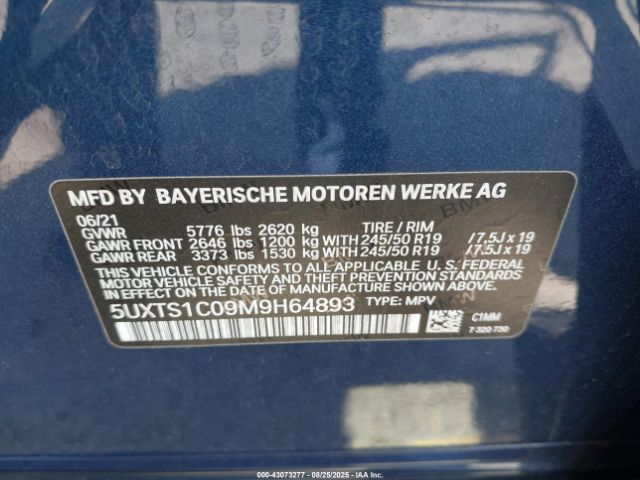 MFD BY BAYERISCHE MOTOREN WERKE AG
06/21
GVWR 5776 lbs 2620 kg TIRE / RIM
GAWR FRONT 2646 lbs 1200 kg WITH 245/50 R19 / 7.5J x 19
GAWR REAR 3373 lbs 1530 kg WITH 245/50 R19 / 7.5J x 19
THIS VEHICLE CONFORMS TO ALL APPLICABLE U.S. FEDERAL
MOTOR VEHICLE SAFETY AND THEFT PREVENTION
STANDARDS IN EFFECT ON THE DATE OF MANUFACTURE SHOWN ABOVE.
5UXTS1C09M9H64893 TYPE: MPV
C1MM
7 320 730
©IAAI - 43073277 - 08/25/2025 - IAA Inc.